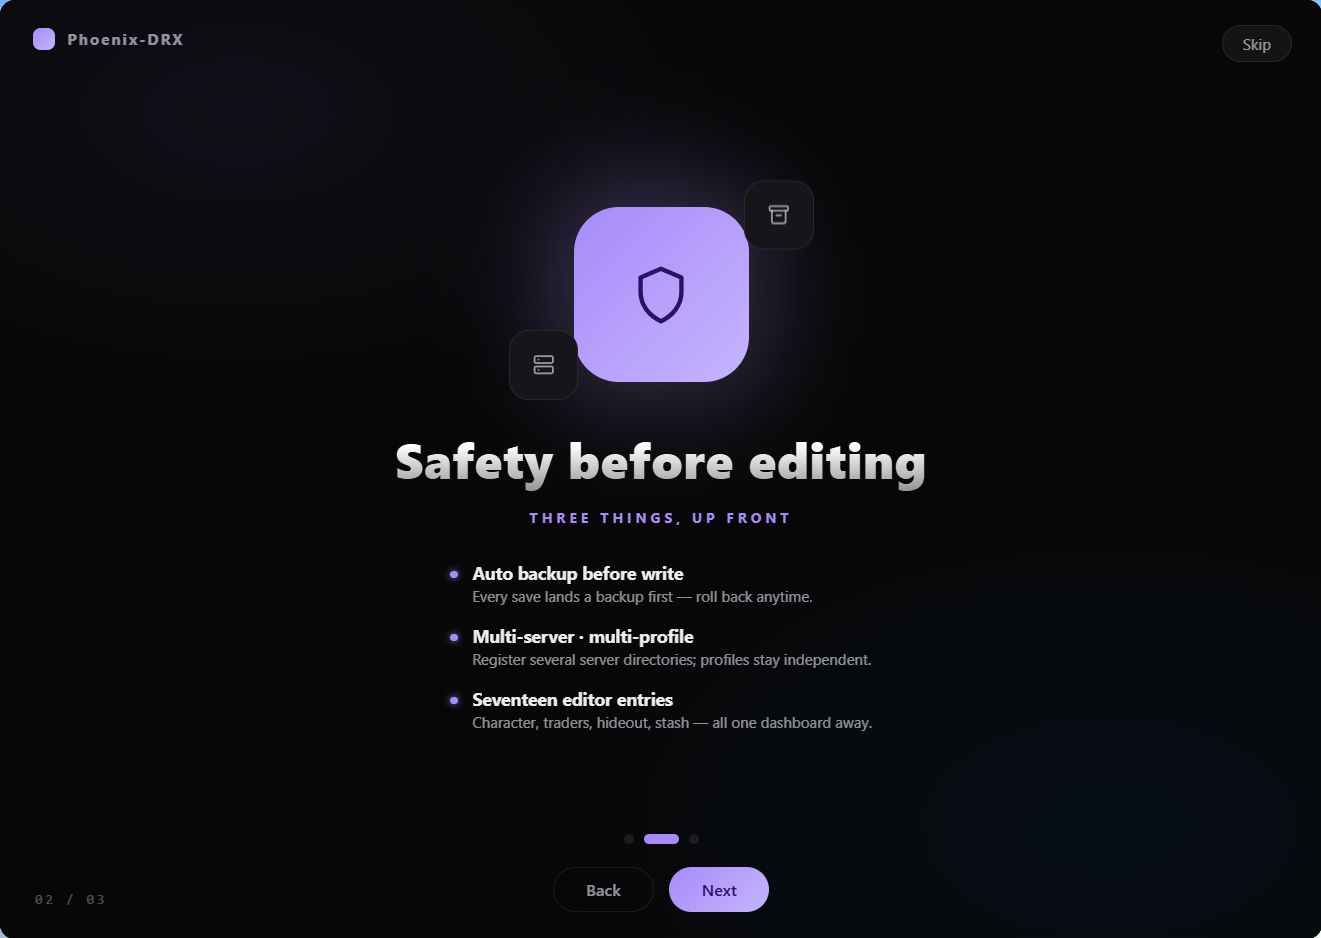 Phoenix-DRX
Skip
Safety before editing
THREE THINGS, UP FRONT
Auto backup before write
Every save lands a backup first — roll back anytime.
Multi-server · multi-profile
Register several server directories; profiles stay independent.
Seventeen editor entries
Character, traders, hideout, stash — all one dashboard away.
Back
Next
02 / 03